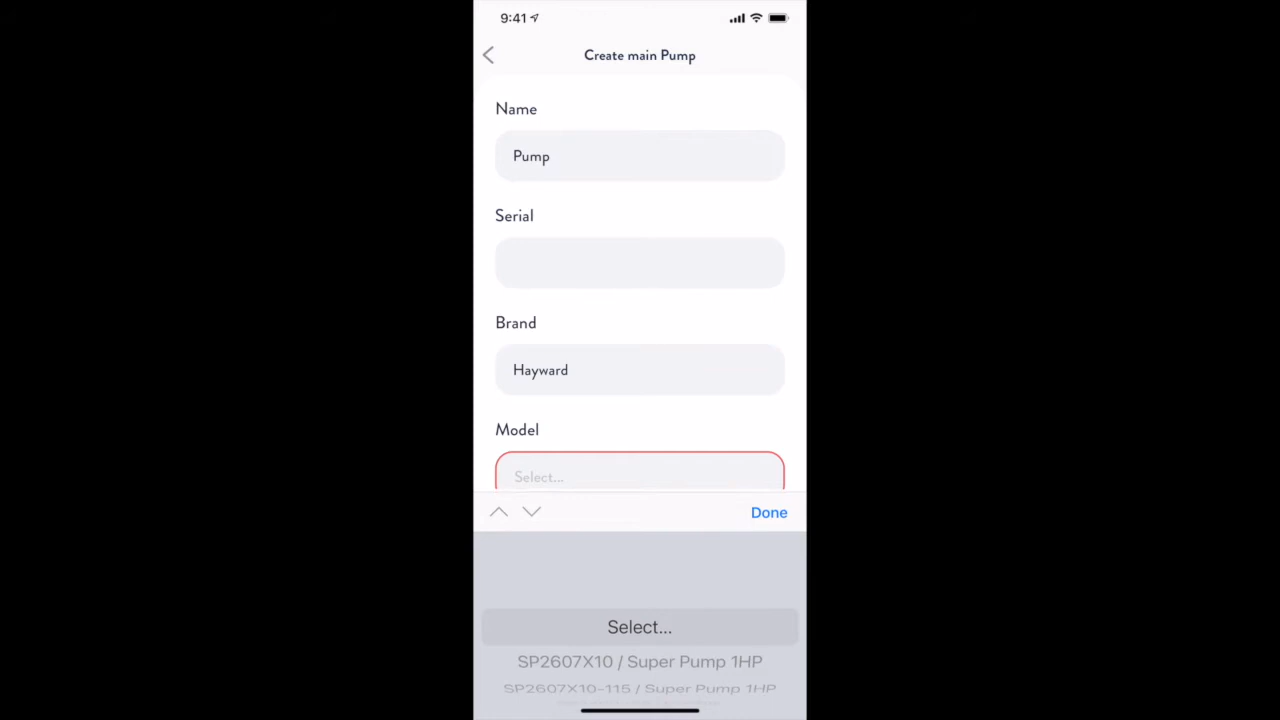 9:41
Create main Pump
Name
Pump
Serial
Brand
Hayward
Model
Select...
Done
Select...
SP2607X10 / Super Pump 1HP
SP2607X10-115 / Super Pump 1HP